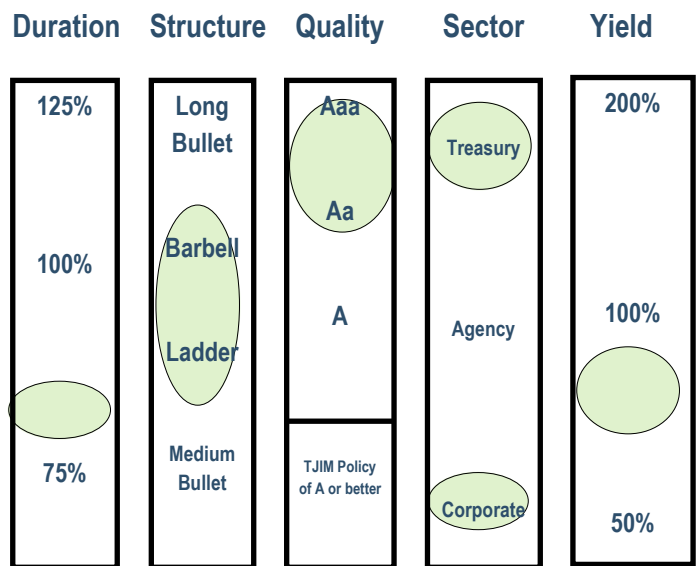 Duration
Structure
Quality
Sector
Yield
125%
100%
75%
Long
Bullet
Barbell
Ladder
Medium
Bullet
Aaa
Aa
A
TJIM Policy
of A or better
Treasury
Agency
Corporate
200%
100%
50%